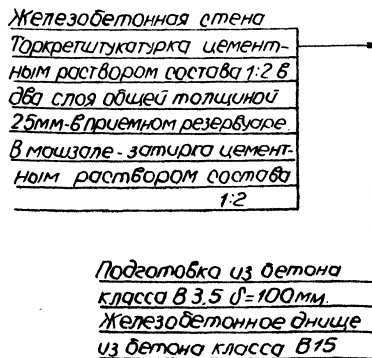 Железобетонная стена
Торкретштукатурка цемент-
ным раствором состава 1:2 в
два слоя общей толщиной
25мм-в приемном резервуаре.
В машзале - затирка цемент-
ным раствором состава
1:2
Подготовка из бетона
класса В 3,5 δ=100мм.
Железобетонное днище
из бетона класса В15